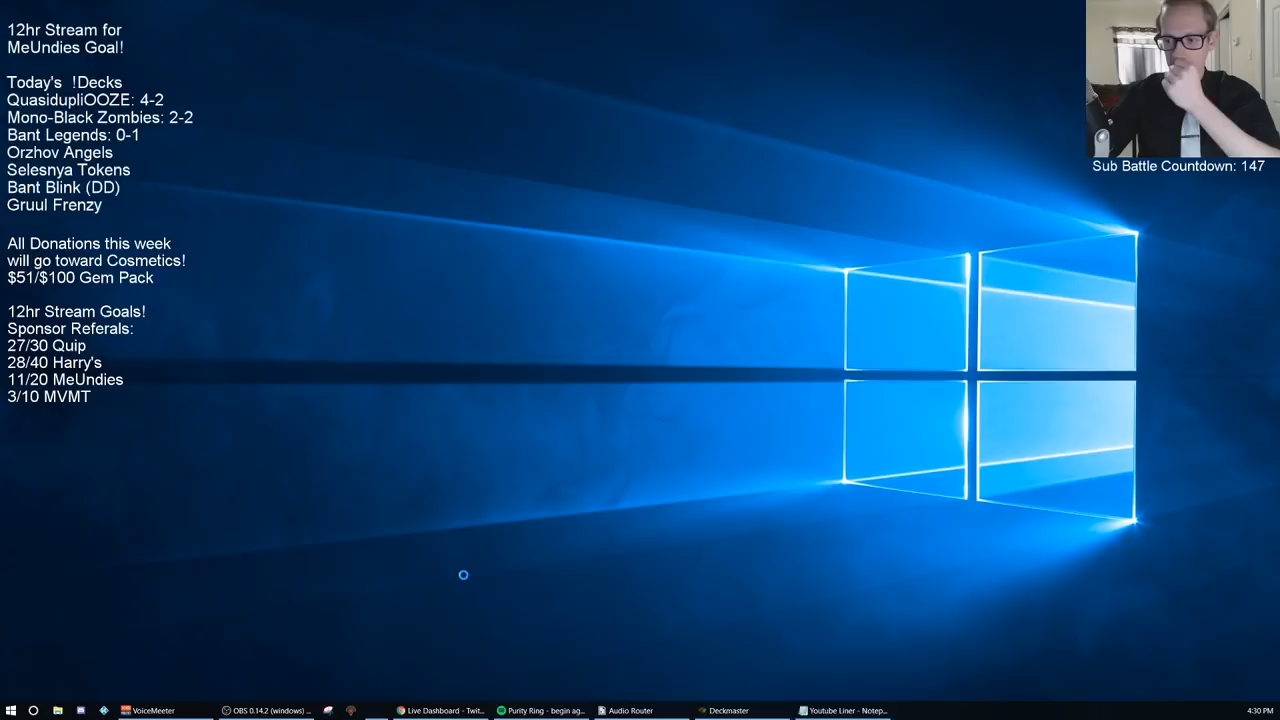 12hr Stream for
MeUndies Goal!
Today's !Decks
QuasidupliOOZE: 4-2
Mono-Black Zombies: 2-2
Bant Legends: 0-1
Orzhov Angels
Selesnya Tokens
Bant Blink (DD)
Gruul Frenzy
All Donations this week
will go toward Cosmetics!
$51/$100 Gem Pack
12hr Stream Goals!
Sponsor Referals:
27/30 Quip
28/40 Harry's
11/20 MeUndies
3/10 MVMT
Sub Battle Countdown: 147
VoiceMeeter
OBS 0.14.2 (windows) ...
Live Dashboard - Twit...
Purity Ring - begin ag...
Audio Router
Deckmaster
Youtube Liner - Notep...
4:30 PM